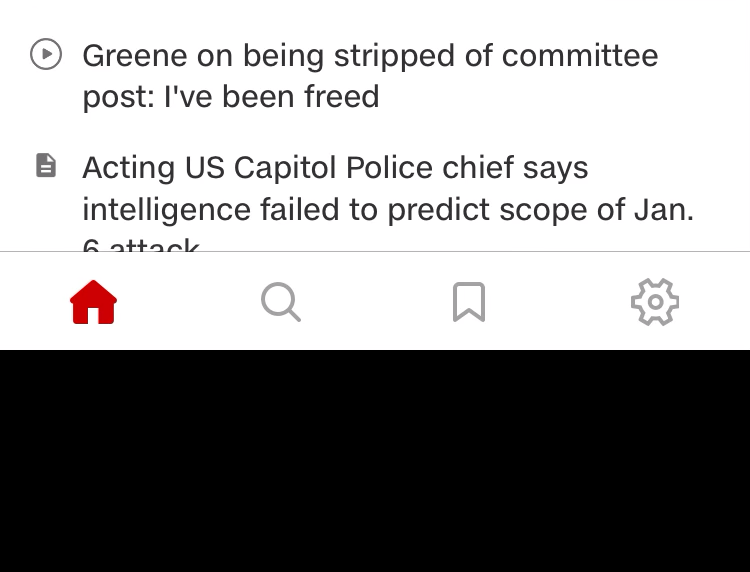 Greene on being stripped of committee
post: I've been freed
Acting US Capitol Police chief says
intelligence failed to predict scope of Jan.
6 attack